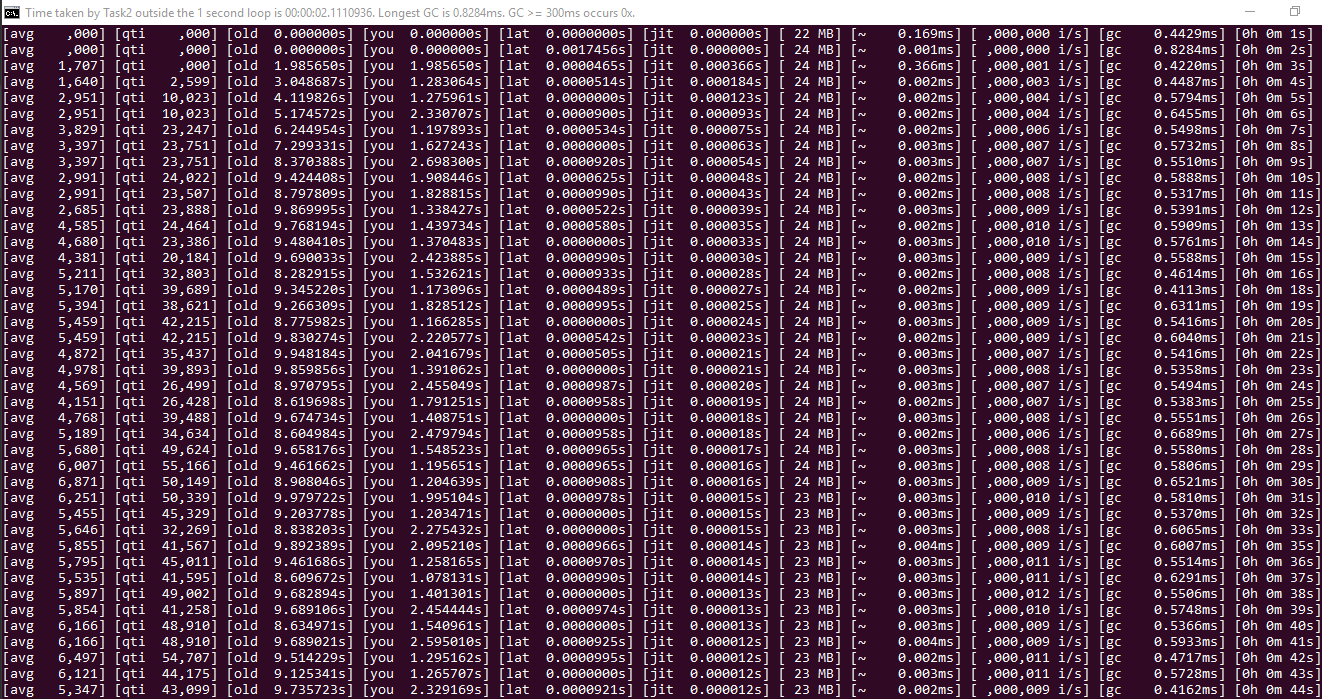 Time taken by Task2 outside the 1 second loop is 00:00:02.1110936. Longest GC is 0.8284ms. GC >= 300ms occurs 0x.
[avg   ,000] [qti    ,000] [old  0.000000s] [you  0.000000s] [lat  0.0000000s] [jit  0.000000s] [ 22 MB] [~    0.169ms] [ ,000,000 i/s] [gc    0.4429ms] [0h 0m 1s]
[avg   ,000] [qti    ,000] [old  0.000000s] [you  0.000000s] [lat  0.0017456s] [jit  0.000000s] [ 24 MB] [~    0.001ms] [ ,000,000 i/s] [gc    0.8284ms] [0h 0m 2s]
[avg  1,707] [qti    ,000] [old  1.985650s] [you  1.985650s] [lat  0.0000465s] [jit  0.000366s] [ 24 MB] [~    0.366ms] [ ,000,001 i/s] [gc    0.4220ms] [0h 0m 3s]
[avg  1,640] [qti   2,599] [old  3.048687s] [you  1.283064s] [lat  0.0000514s] [jit  0.000184s] [ 24 MB] [~    0.002ms] [ ,000,003 i/s] [gc    0.4487ms] [0h 0m 4s]
[avg  2,951] [qti  10,023] [old  4.119826s] [you  1.275961s] [lat  0.0000000s] [jit  0.000123s] [ 24 MB] [~    0.002ms] [ ,000,004 i/s] [gc    0.5794ms] [0h 0m 5s]
[avg  2,951] [qti  10,023] [old  5.174572s] [you  2.330707s] [lat  0.0000900s] [jit  0.000093s] [ 24 MB] [~    0.002ms] [ ,000,004 i/s] [gc    0.6455ms] [0h 0m 6s]
[avg  3,829] [qti  23,247] [old  6.244954s] [you  1.197893s] [lat  0.0000534s] [jit  0.000075s] [ 24 MB] [~    0.002ms] [ ,000,006 i/s] [gc    0.5498ms] [0h 0m 7s]
[avg  3,397] [qti  23,751] [old  7.299331s] [you  1.627243s] [lat  0.0000000s] [jit  0.000063s] [ 24 MB] [~    0.003ms] [ ,000,007 i/s] [gc    0.5732ms] [0h 0m 8s]
[avg  3,397] [qti  23,751] [old  8.370388s] [you  2.698300s] [lat  0.0000920s] [jit  0.000054s] [ 24 MB] [~    0.003ms] [ ,000,007 i/s] [gc    0.5510ms] [0h 0m 9s]
[avg  2,991] [qti  24,022] [old  9.424408s] [you  1.908446s] [lat  0.0000625s] [jit  0.000048s] [ 24 MB] [~    0.002ms] [ ,000,008 i/s] [gc    0.5888ms] [0h 0m 10s]
[avg  2,991] [qti  23,507] [old  8.797809s] [you  1.828815s] [lat  0.0000990s] [jit  0.000043s] [ 24 MB] [~    0.002ms] [ ,000,008 i/s] [gc    0.5317ms] [0h 0m 11s]
[avg  2,685] [qti  23,888] [old  9.869995s] [you  1.338427s] [lat  0.0000522s] [jit  0.000039s] [ 24 MB] [~    0.003ms] [ ,000,009 i/s] [gc    0.5391ms] [0h 0m 12s]
[avg  4,585] [qti  24,464] [old  9.768194s] [you  1.439734s] [lat  0.0000580s] [jit  0.000035s] [ 24 MB] [~    0.002ms] [ ,000,010 i/s] [gc    0.5909ms] [0h 0m 13s]
[avg  4,680] [qti  23,386] [old  9.480410s] [you  1.370483s] [lat  0.0000000s] [jit  0.000033s] [ 24 MB] [~    0.003ms] [ ,000,010 i/s] [gc    0.5761ms] [0h 0m 14s]
[avg  4,381] [qti  20,184] [old  9.690033s] [you  2.423885s] [lat  0.0000990s] [jit  0.000030s] [ 24 MB] [~    0.003ms] [ ,000,009 i/s] [gc    0.5588ms] [0h 0m 15s]
[avg  5,211] [qti  32,803] [old  8.282915s] [you  1.532621s] [lat  0.0000933s] [jit  0.000028s] [ 24 MB] [~    0.002ms] [ ,000,008 i/s] [gc    0.4614ms] [0h 0m 16s]
[avg  5,170] [qti  39,689] [old  9.345220s] [you  1.173096s] [lat  0.0000489s] [jit  0.000027s] [ 24 MB] [~    0.002ms] [ ,000,009 i/s] [gc    0.4113ms] [0h 0m 18s]
[avg  5,394] [qti  38,621] [old  9.266309s] [you  1.828512s] [lat  0.0000995s] [jit  0.000025s] [ 24 MB] [~    0.003ms] [ ,000,009 i/s] [gc    0.6311ms] [0h 0m 19s]
[avg  5,459] [qti  42,215] [old  8.775982s] [you  1.166285s] [lat  0.0000000s] [jit  0.000024s] [ 24 MB] [~    0.002ms] [ ,000,009 i/s] [gc    0.5416ms] [0h 0m 20s]
[avg  5,459] [qti  42,215] [old  9.830274s] [you  2.220577s] [lat  0.0000542s] [jit  0.000023s] [ 24 MB] [~    0.002ms] [ ,000,009 i/s] [gc    0.6040ms] [0h 0m 21s]
[avg  4,872] [qti  35,437] [old  9.948184s] [you  2.041679s] [lat  0.0000505s] [jit  0.000021s] [ 24 MB] [~    0.003ms] [ ,000,007 i/s] [gc    0.5416ms] [0h 0m 22s]
[avg  4,978] [qti  39,893] [old  9.859856s] [you  1.391062s] [lat  0.0000000s] [jit  0.000021s] [ 24 MB] [~    0.003ms] [ ,000,008 i/s] [gc    0.5358ms] [0h 0m 23s]
[avg  4,569] [qti  26,499] [old  8.970795s] [you  2.455049s] [lat  0.0000987s] [jit  0.000020s] [ 24 MB] [~    0.003ms] [ ,000,007 i/s] [gc    0.5494ms] [0h 0m 24s]
[avg  4,151] [qti  26,428] [old  8.619698s] [you  1.791251s] [lat  0.0000958s] [jit  0.000019s] [ 24 MB] [~    0.002ms] [ ,000,007 i/s] [gc    0.5383ms] [0h 0m 25s]
[avg  4,768] [qti  39,488] [old  9.674734s] [you  1.408751s] [lat  0.0000000s] [jit  0.000018s] [ 24 MB] [~    0.003ms] [ ,000,008 i/s] [gc    0.5551ms] [0h 0m 26s]
[avg  5,189] [qti  34,634] [old  8.604984s] [you  2.479794s] [lat  0.0000958s] [jit  0.000018s] [ 24 MB] [~    0.002ms] [ ,000,006 i/s] [gc    0.6689ms] [0h 0m 27s]
[avg  5,680] [qti  49,624] [old  9.658176s] [you  1.548523s] [lat  0.0000965s] [jit  0.000017s] [ 24 MB] [~    0.003ms] [ ,000,008 i/s] [gc    0.5580ms] [0h 0m 28s]
[avg  6,007] [qti  55,166] [old  9.461662s] [you  1.195651s] [lat  0.0000965s] [jit  0.000016s] [ 24 MB] [~    0.003ms] [ ,000,008 i/s] [gc    0.5806ms] [0h 0m 29s]
[avg  6,871] [qti  50,149] [old  8.908046s] [you  1.204639s] [lat  0.0000908s] [jit  0.000016s] [ 24 MB] [~    0.003ms] [ ,000,009 i/s] [gc    0.6521ms] [0h 0m 30s]
[avg  6,251] [qti  50,339] [old  9.979722s] [you  1.995104s] [lat  0.0000978s] [jit  0.000015s] [ 23 MB] [~    0.003ms] [ ,000,010 i/s] [gc    0.5810ms] [0h 0m 31s]
[avg  5,455] [qti  45,329] [old  9.203778s] [you  1.203471s] [lat  0.0000000s] [jit  0.000015s] [ 23 MB] [~    0.003ms] [ ,000,009 i/s] [gc    0.5370ms] [0h 0m 32s]
[avg  5,646] [qti  32,269] [old  8.838203s] [you  2.275432s] [lat  0.0000000s] [jit  0.000015s] [ 23 MB] [~    0.003ms] [ ,000,008 i/s] [gc    0.6065ms] [0h 0m 33s]
[avg  5,855] [qti  41,567] [old  9.892389s] [you  2.095210s] [lat  0.0000966s] [jit  0.000014s] [ 23 MB] [~    0.004ms] [ ,000,009 i/s] [gc    0.6007ms] [0h 0m 35s]
[avg  5,795] [qti  45,011] [old  9.461686s] [you  1.258165s] [lat  0.0000970s] [jit  0.000014s] [ 23 MB] [~    0.003ms] [ ,000,011 i/s] [gc    0.5514ms] [0h 0m 36s]
[avg  5,535] [qti  41,595] [old  8.609672s] [you  1.078131s] [lat  0.0000990s] [jit  0.000014s] [ 23 MB] [~    0.003ms] [ ,000,011 i/s] [gc    0.6291ms] [0h 0m 37s]
[avg  5,897] [qti  49,002] [old  9.682894s] [you  1.401301s] [lat  0.0000000s] [jit  0.000013s] [ 23 MB] [~    0.003ms] [ ,000,012 i/s] [gc    0.5506ms] [0h 0m 38s]
[avg  5,854] [qti  41,258] [old  9.689106s] [you  2.454444s] [lat  0.0000974s] [jit  0.000013s] [ 23 MB] [~    0.003ms] [ ,000,010 i/s] [gc    0.5748ms] [0h 0m 39s]
[avg  6,166] [qti  48,910] [old  8.634971s] [you  1.540961s] [lat  0.0000000s] [jit  0.000013s] [ 23 MB] [~    0.003ms] [ ,000,009 i/s] [gc    0.5366ms] [0h 0m 40s]
[avg  6,166] [qti  48,910] [old  9.689021s] [you  2.595010s] [lat  0.0000925s] [jit  0.000012s] [ 23 MB] [~    0.004ms] [ ,000,009 i/s] [gc    0.5933ms] [0h 0m 41s]
[avg  6,497] [qti  54,707] [old  9.514229s] [you  1.295162s] [lat  0.0000995s] [jit  0.000012s] [ 23 MB] [~    0.002ms] [ ,000,011 i/s] [gc    0.4717ms] [0h 0m 42s]
[avg  6,121] [qti  44,175] [old  9.125341s] [you  1.265707s] [lat  0.0000000s] [jit  0.000012s] [ 23 MB] [~    0.003ms] [ ,000,011 i/s] [gc    0.5728ms] [0h 0m 43s]
[avg  5,347] [qti  43,099] [old  9.735723s] [you  2.329169s] [lat  0.0000921s] [jit  0.000012s] [ 23 MB] [~    0.002ms] [ ,000,009 i/s] [gc    0.4162ms] [0h 0m 44s]